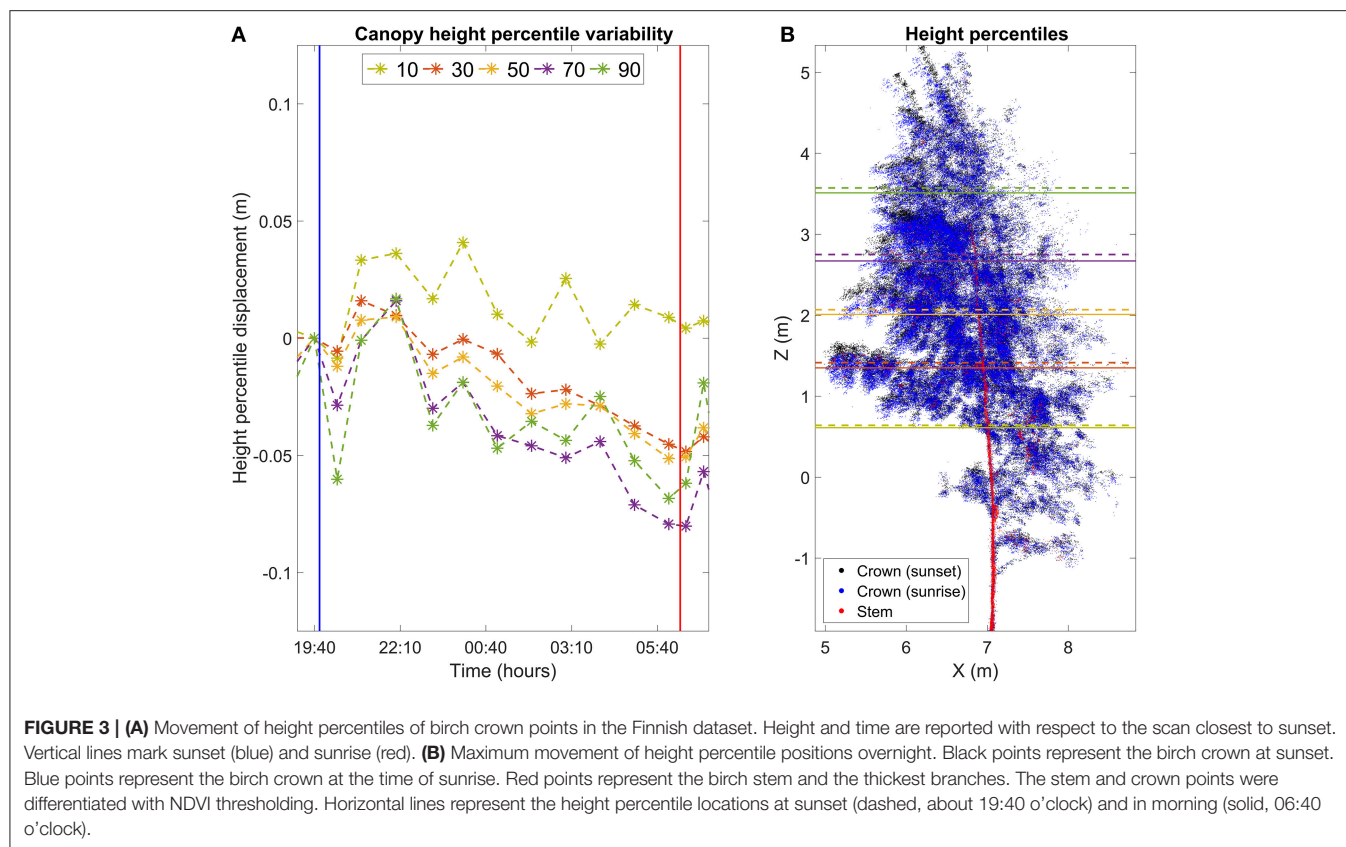 A Canopy height percentile variability
10 30 50 70 90
0.1
0.05
0
-0.05
-0.1
Height percentile displacement (m)
19:40 22:10 00:40 03:10 05:40
Time (hours)
B Height percentiles
5
4
3
2
1
0
-1
Z (m)
Crown (sunset)
Crown (sunrise)
Stem
5 6 7 8
X (m)
FIGURE 3 | (A) Movement of height percentiles of birch crown points in the Finnish dataset. Height and time are reported with respect to the scan closest to sunset.
Vertical lines mark sunset (blue) and sunrise (red). (B) Maximum movement of height percentile positions overnight. Black points represent the birch crown at sunset.
Blue points represent the birch crown at the time of sunrise. Red points represent the birch stem and the thickest branches. The stem and crown points were
differentiated with NDVI thresholding. Horizontal lines represent the height percentile locations at sunset (dashed, about 19:40 o’clock) and in morning (solid, 06:40
o’clock).